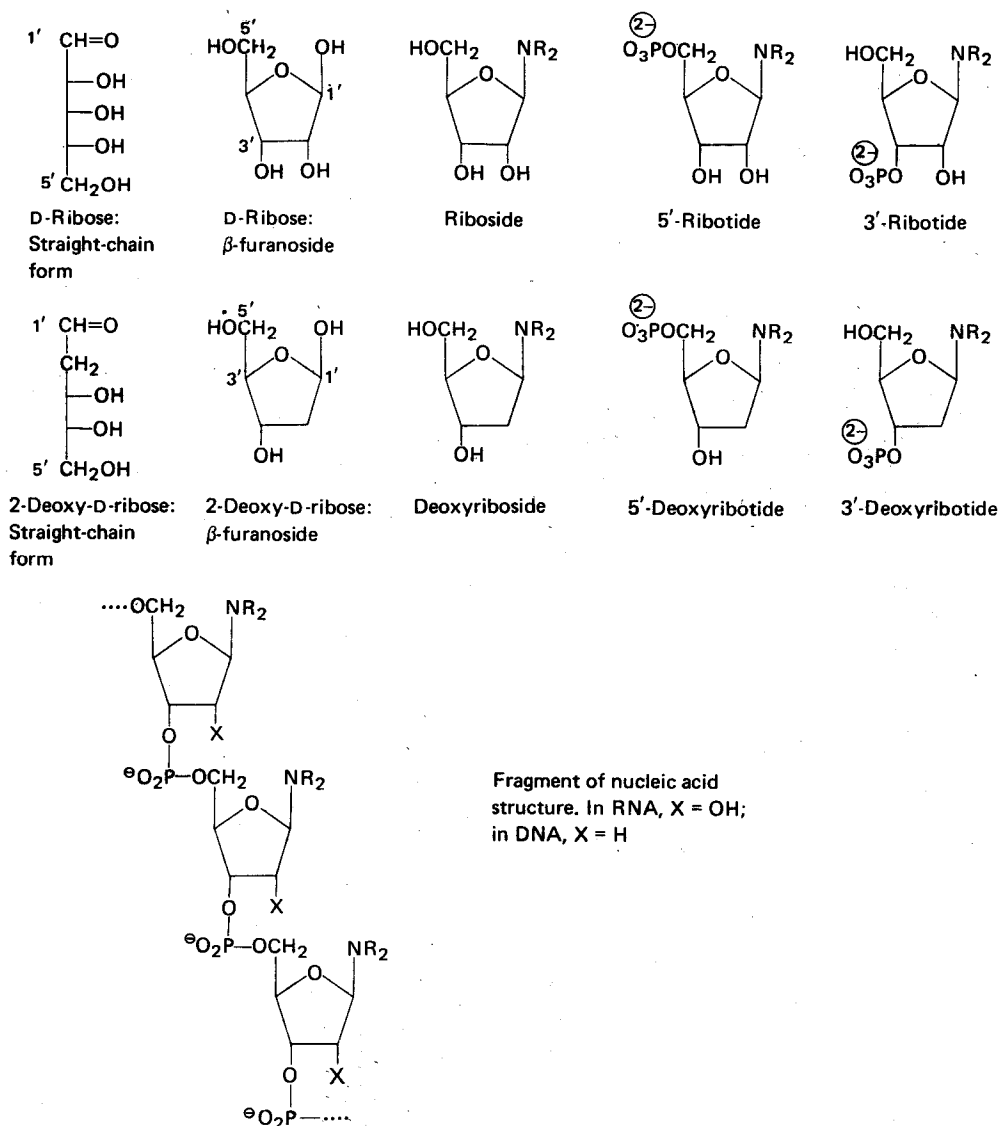 1′ CH=O
—OH
—OH
—OH
5′ CH₂OH
D-Ribose:
Straight-chain
form
5′
HOCH₂ OH
O
1′
3′
OH OH
D-Ribose:
β-furanoside
HOCH₂ NR₂
O
OH OH
Riboside
2–
O₃POCH₂ NR₂
O
OH OH
5′-Ribotide
HOCH₂ NR₂
O
2–
O₃PO OH
3′-Ribotide
1′ CH=O
CH₂
—OH
—OH
5′ CH₂OH
2-Deoxy-D-ribose:
Straight-chain
form
5′
HOCH₂ OH
O
3′ 1′
OH
2-Deoxy-D-ribose:
β-furanoside
HOCH₂ NR₂
O
OH
Deoxyriboside
2–
O₃POCH₂ NR₂
O
OH
5′-Deoxyribotide
HOCH₂ NR₂
O
2–
O₃PO
3′-Deoxyribotide
····OCH₂ NR₂
O
O X
⊖O₂P—OCH₂ NR₂
O
O X
⊖O₂P—OCH₂ NR₂
O
O X
⊖O₂P—····
Fragment of nucleic acid
structure. In RNA, X = OH;
in DNA, X = H